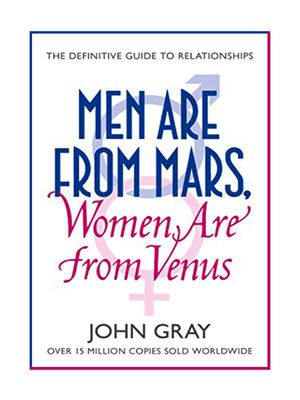 THE DEFINITIVE GUIDE TO RELATIONSHIPS
MEN ARE
FROM MARS,
Women Are
from Venus
JOHN GRAY
OVER 15 MILLION COPIES SOLD WORLDWIDE